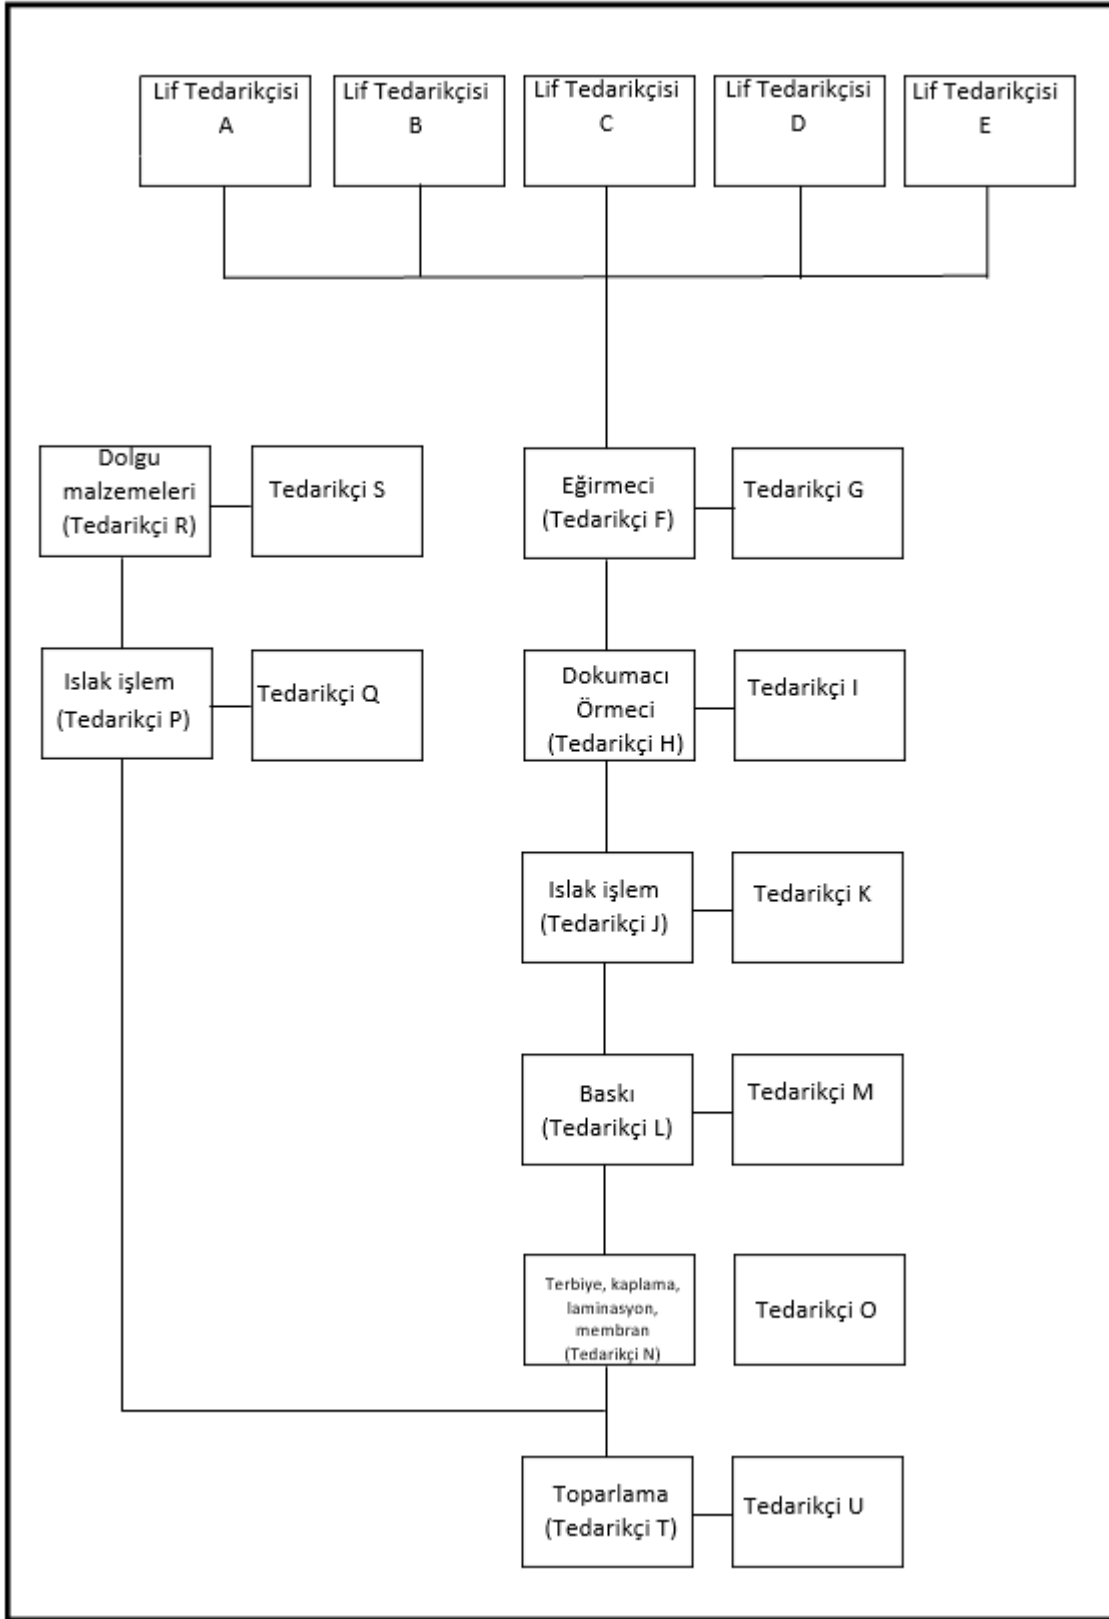 Lif Tedarikçisi
A
Lif Tedarikçisi
B
Lif Tedarikçisi
C
Lif Tedarikçisi
D
Lif Tedarikçisi
E
Dolgu
malzemeleri
(Tedarikçi R)
Tedarikçi S
Eğirmeci
(Tedarikçi F)
Tedarikçi G
Islak işlem
(Tedarikçi P)
Tedarikçi Q
Dokumacı
Örmeci
(Tedarikçi H)
Tedarikçi I
Islak işlem
(Tedarikçi J)
Tedarikçi K
Baskı
(Tedarikçi L)
Tedarikçi M
Terbiye, kaplama,
laminasyon,
membran
(Tedarikçi N)
Tedarikçi O
Toparlama
(Tedarikçi T)
Tedarikçi U